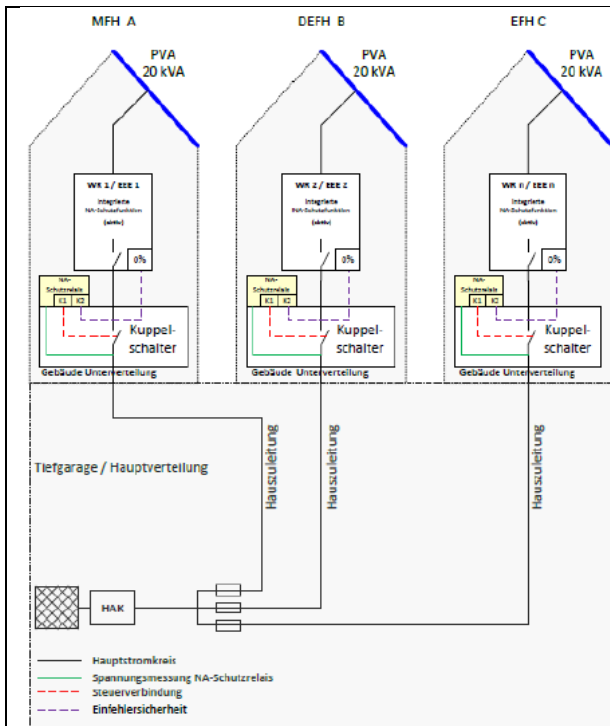 MFH A
DEFH B
EFH C
PVA
20 kVA
PVA
20 kVA
PVA
20 kVA
WR 1 / EEE 1
Integrierte
NA-Schutzfunktion
(aktiv)
0%
WR 2 / EEE 2
Integrierte
NA-Schutzfunktion
(aktiv)
0%
WR n / EEE n
Integrierte
NA-Schutzfunktion
(aktiv)
0%
NA-
Schutzrelais
K1 K2
NA-
Schutzrelais
K1 K2
NA-
Schutzrelais
K1 K2
Kuppel-
schalter
Kuppel-
schalter
Kuppel-
schalter
Gebäude Unterverteilung
Gebäude Unterverteilung
Gebäude Unterverteilung
Hauszuleitung
Hauszuleitung
Hauszuleitung
Tiefgarage / Hauptverteilung
HAK
Hauptstromkreis
Spannungsmessung NA-Schutzrelais
Steuerverbindung
Einfehlersicherheit